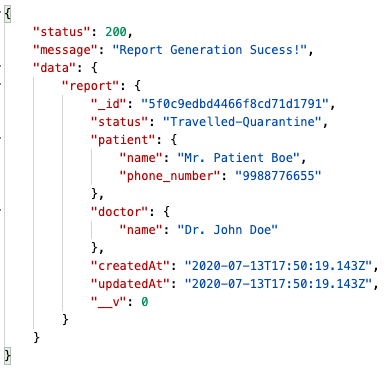 {
    "status": 200,
    "message": "Report Generation Sucess!",
    "data": {
        "report": {
            "_id": "5f0c9edbd4466f8cd71d1791",
            "status": "Travelled-Quarantine",
            "patient": {
                "name": "Mr. Patient Boe",
                "phone_number": "9988776655"
            },
            "doctor": {
                "name": "Dr. John Doe"
            },
            "createdAt": "2020-07-13T17:50:19.143Z",
            "updatedAt": "2020-07-13T17:50:19.143Z",
            "__v": 0
        }
    }
}